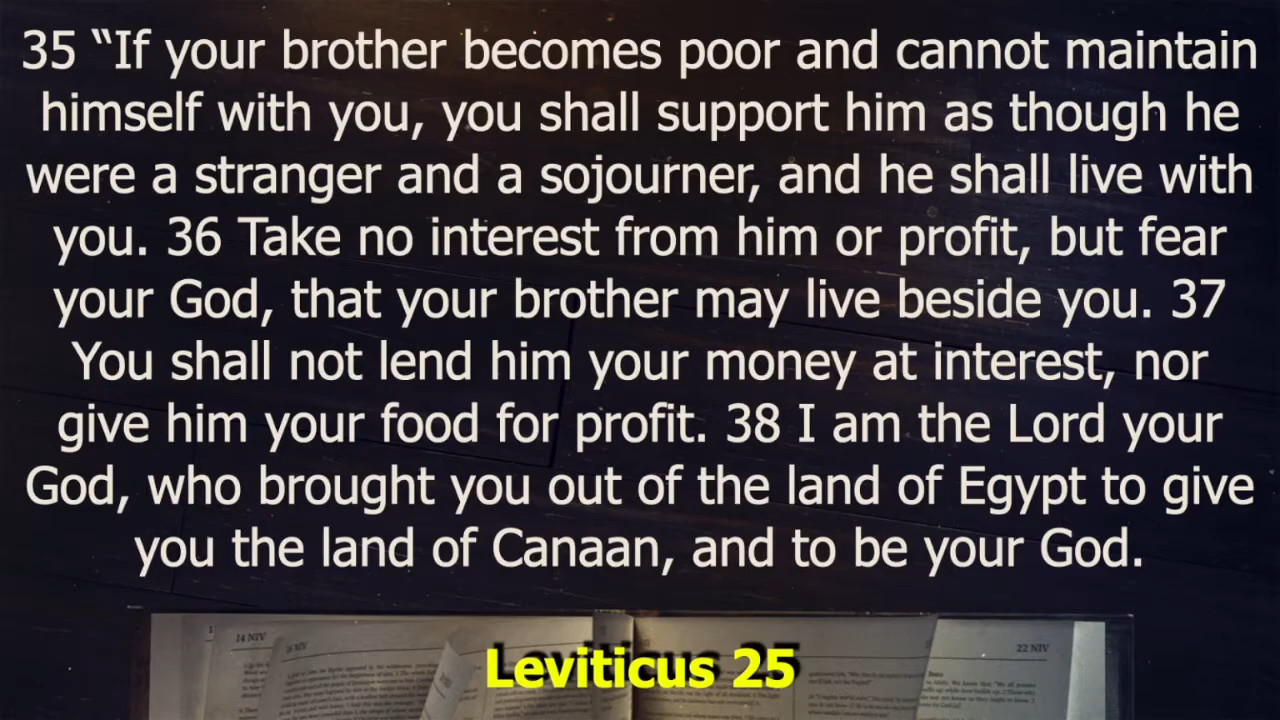 35 “If your brother becomes poor and cannot maintain
himself with you, you shall support him as though he
were a stranger and a sojourner, and he shall live with
you. 36 Take no interest from him or profit, but fear
your God, that your brother may live beside you. 37
You shall not lend him your money at interest, nor
give him your food for profit. 38 I am the Lord your
God, who brought you out of the land of Egypt to give
you the land of Canaan, and to be your God.
14 NIV
22 NIV
Leviticus 25